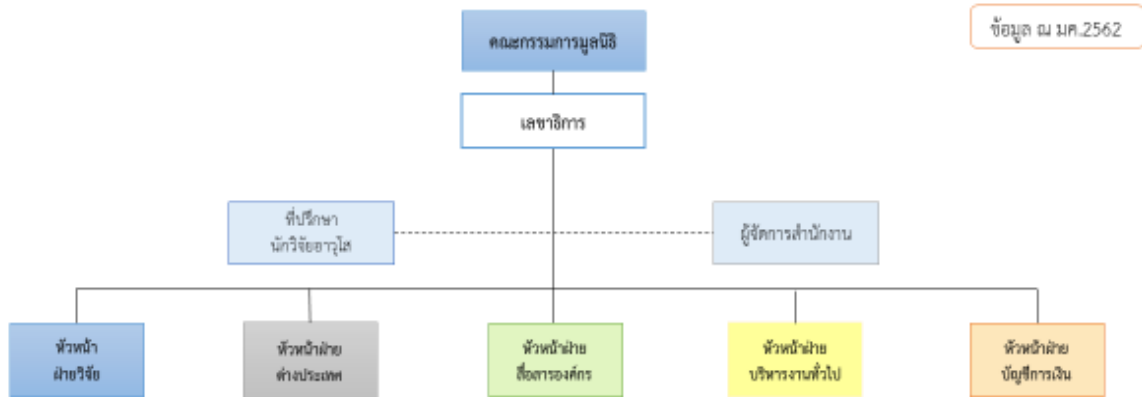 คณะกรรมการมูลนิธิ
ข้อมูล ณ มค.2562
เลขาธิการ
ที่ปรึกษา
นักวิจัยอาวุโส
ผู้จัดการสำนักงาน
หัวหน้า
ฝ่ายวิจัย
หัวหน้าฝ่าย
ต่างประเทศ
หัวหน้าฝ่าย
สื่อสารองค์กร
หัวหน้าฝ่าย
บริหารงานทั่วไป
หัวหน้าฝ่าย
บัญชีการเงิน